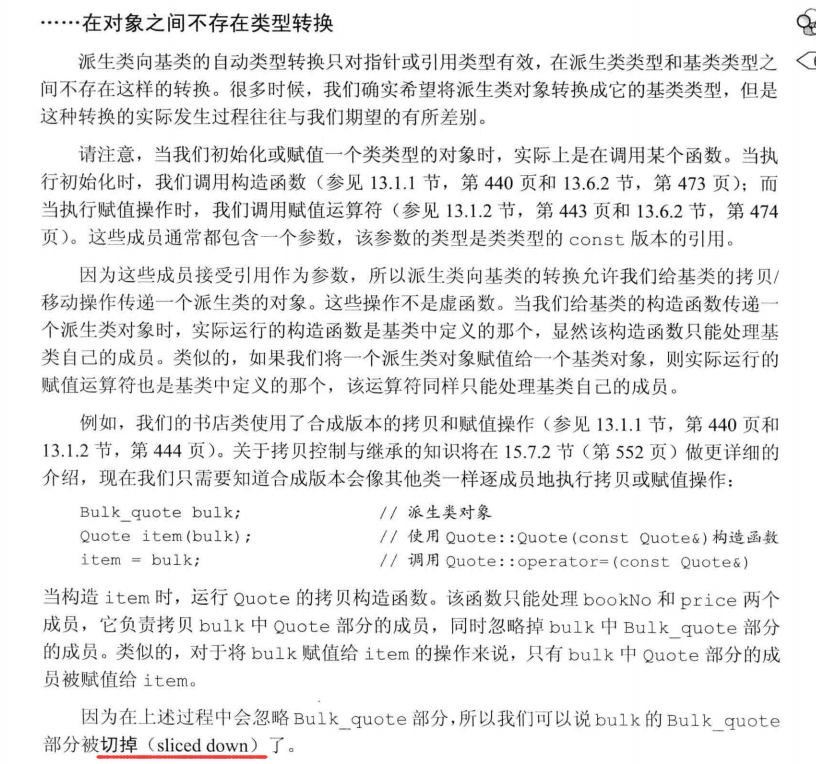 ……在对象之间不存在类型转换
派生类向基类的自动类型转换只对指针或引用类型有效，在派生类类型和基类类型之
间不存在这样的转换。很多时候，我们确实希望将派生类对象转换成它的基类类型，但是
这种转换的实际发生过程往往与我们期望的有所差别。
请注意，当我们初始化或赋值一个类类型的对象时，实际上是在调用某个函数。当执
行初始化时，我们调用构造函数（参见 13.1.1 节，第 440 页和 13.6.2 节，第 473 页）；而
当执行赋值操作时，我们调用赋值运算符（参见 13.1.2 节，第 443 页和 13.6.2 节，第 474
页）。这些成员通常都包含一个参数，该参数的类型是类类型的 const 版本的引用。
因为这些成员接受引用作为参数，所以派生类向基类的转换允许我们给基类的拷贝/
移动操作传递一个派生类的对象。这些操作不是虚函数。当我们给基类的构造函数传递一
个派生类对象时，实际运行的构造函数是基类中定义的那个，显然该构造函数只能处理基
类自己的成员。类似的，如果我们将一个派生类对象赋值给一个基类对象，则实际运行的
赋值运算符也是基类中定义的那个，该运算符同样只能处理基类自己的成员。
例如，我们的书店类使用了合成版本的拷贝和赋值操作（参见 13.1.1 节，第 440 页和
13.1.2 节，第 444 页）。关于拷贝控制与继承的知识将在 15.7.2 节（第 552 页）做更详细的
介绍，现在我们只需要知道合成版本会像其他类一样逐成员地执行拷贝或赋值操作：
Bulk_quote bulk; // 派生类对象
Quote item(bulk); // 使用 Quote::Quote(const Quote&)构造函数
item = bulk; // 调用 Quote::operator=(const Quote&)
当构造 item 时，运行 Quote 的拷贝构造函数。该函数只能处理 bookNo 和 price 两个
成员，它负责拷贝 bulk 中 Quote 部分的成员，同时忽略掉 bulk 中 Bulk_quote 部分
的成员。类似的，对于将 bulk 赋值给 item 的操作来说，只有 bulk 中 Quote 部分的成
员被赋值给 item。
因为在上述过程中会忽略 Bulk_quote 部分，所以我们可以说 bulk 的 Bulk_quote
部分被切掉（sliced down）了。